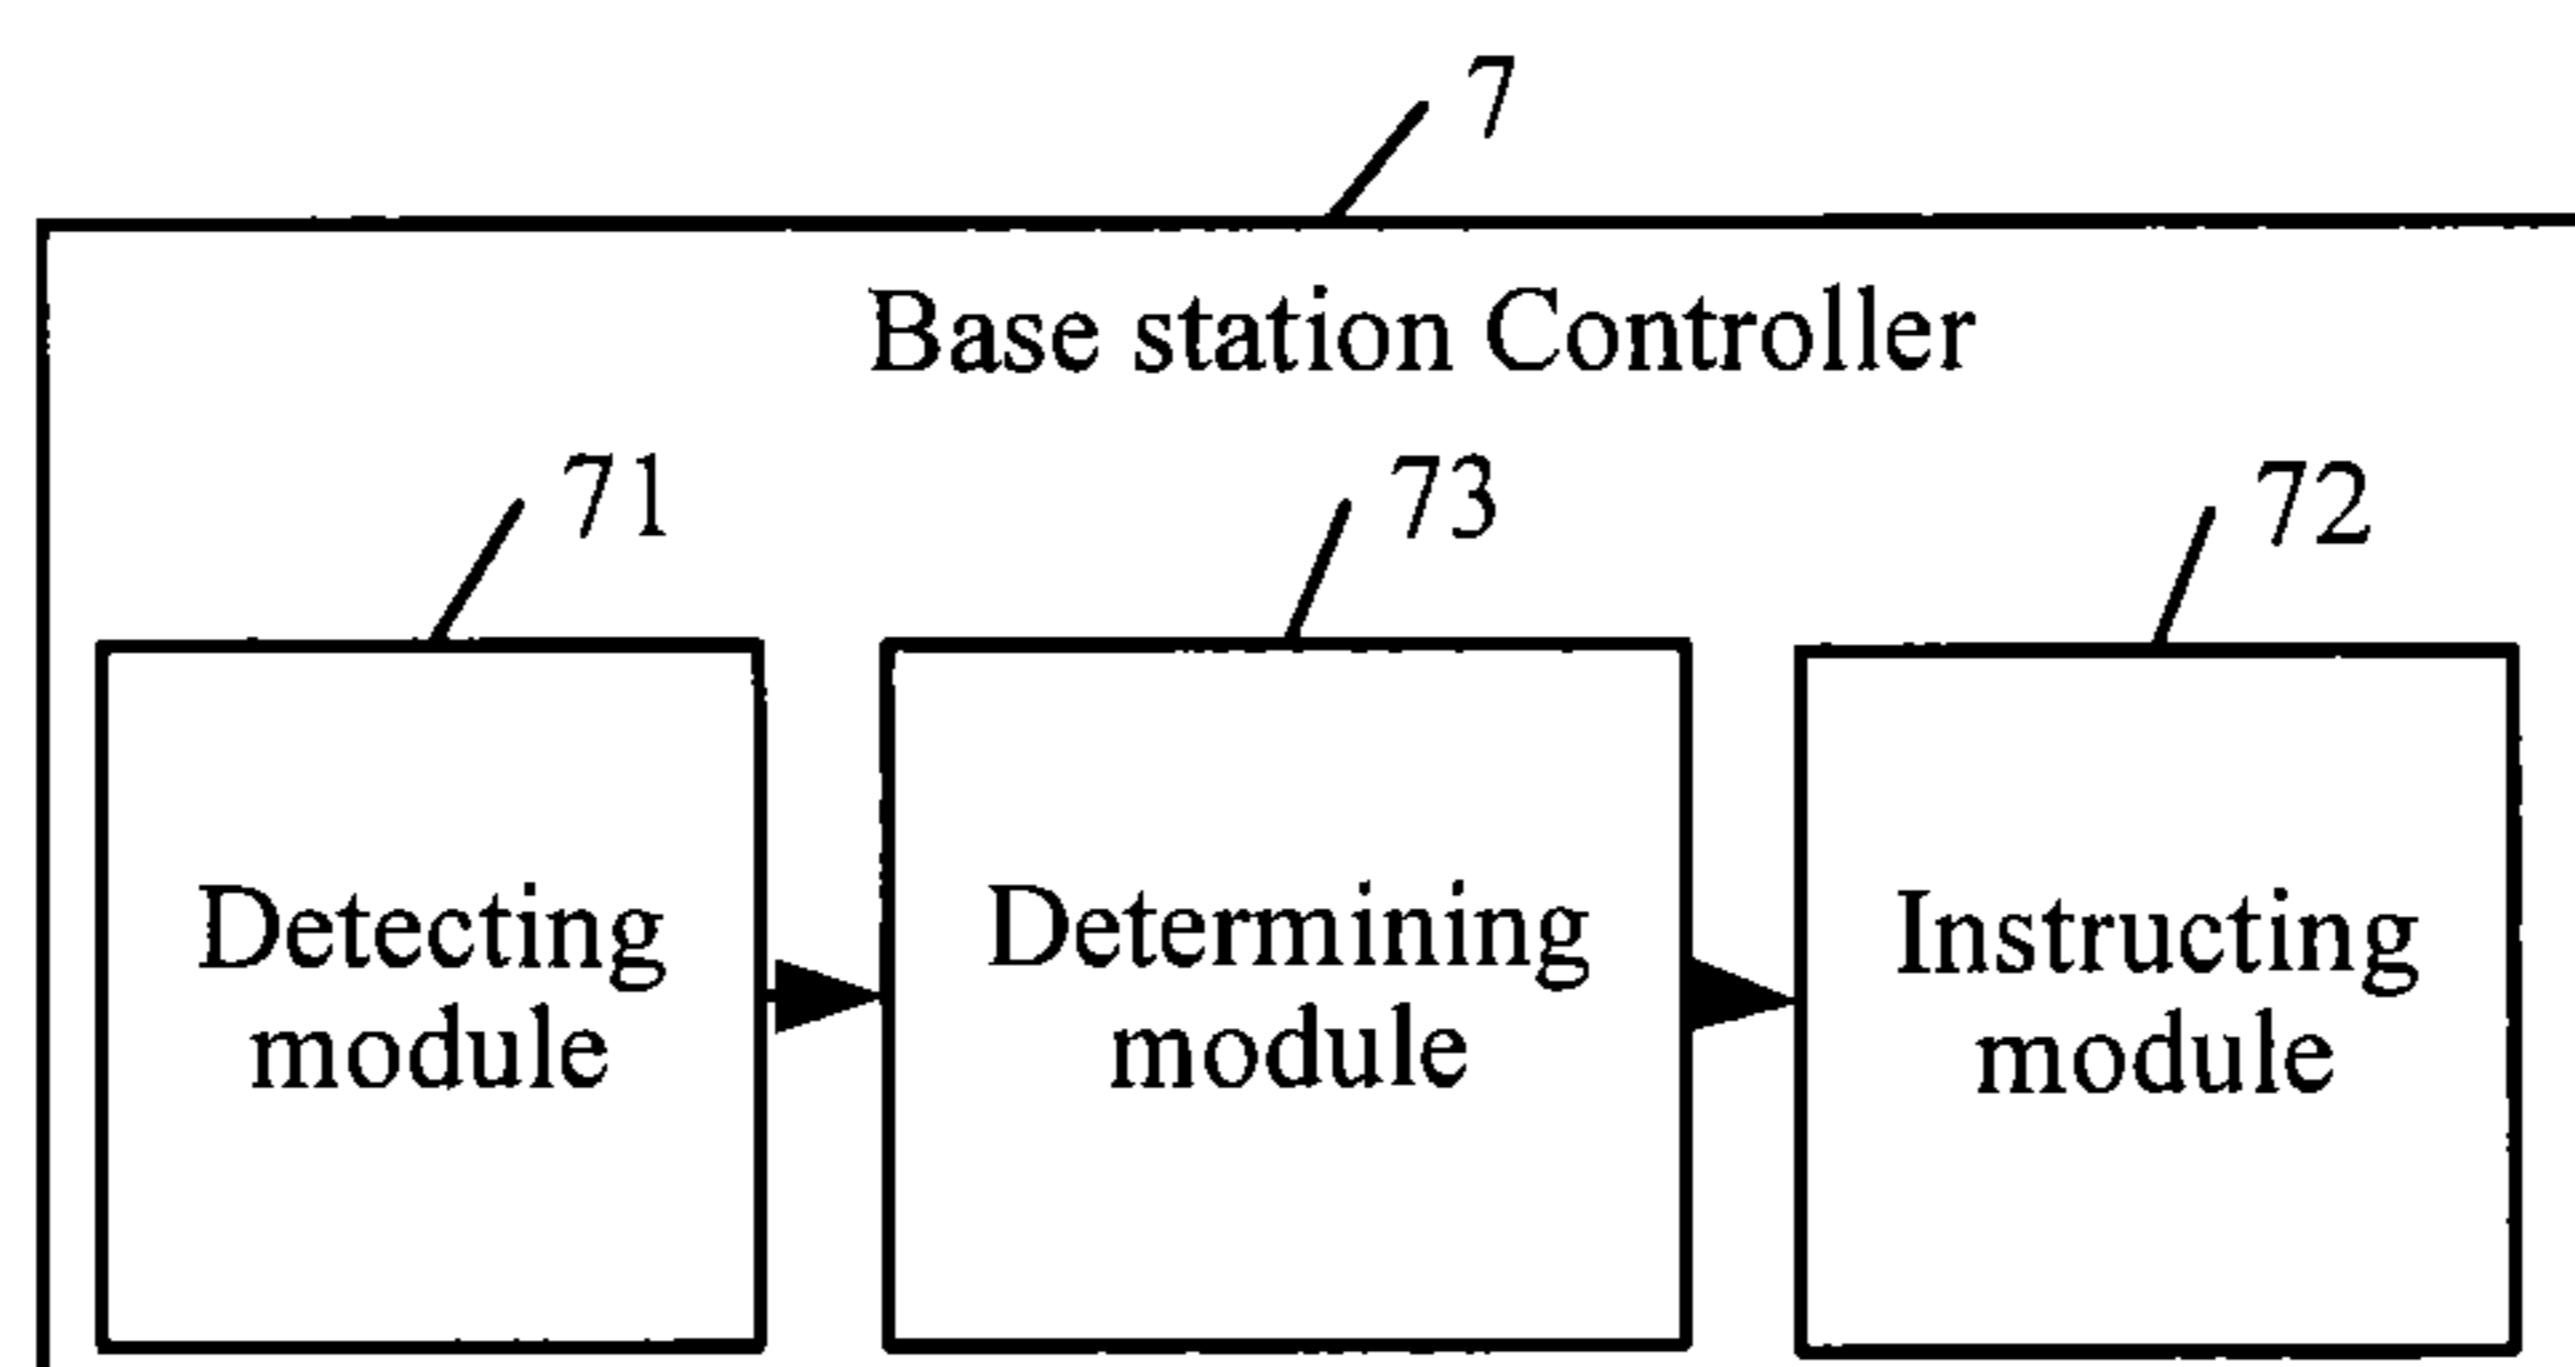 7
Base station Controller
71
73
72
Detecting
module
Determining
module
Instructing
module